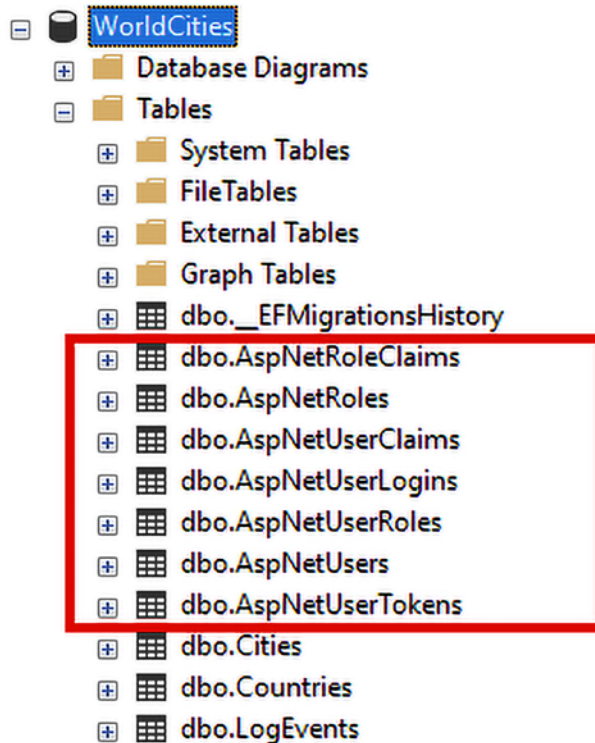 WorldCities
Database Diagrams
Tables
System Tables
FileTables
External Tables
Graph Tables
dbo.__EFMigrationsHistory
dbo.AspNetRoleClaims
dbo.AspNetRoles
dbo.AspNetUserClaims
dbo.AspNetUserLogins
dbo.AspNetUserRoles
dbo.AspNetUsers
dbo.AspNetUserTokens
dbo.Cities
dbo.Countries
dbo.LogEvents